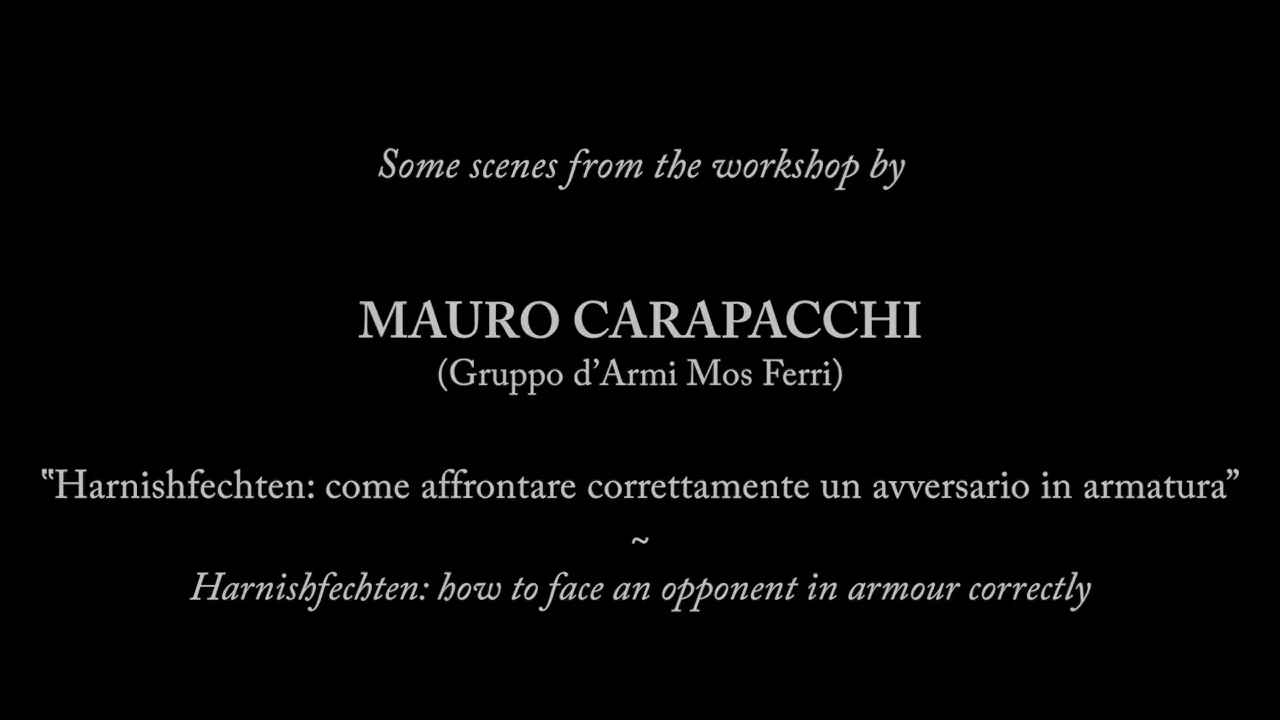 Some scenes from the workshop by
MAURO CARAPACCHI
(Gruppo d’Armi Mos Ferri)
‟Harnishfechten: come affrontare correttamente un avversario in armatura”
~
Harnishfechten: how to face an opponent in armour correctly